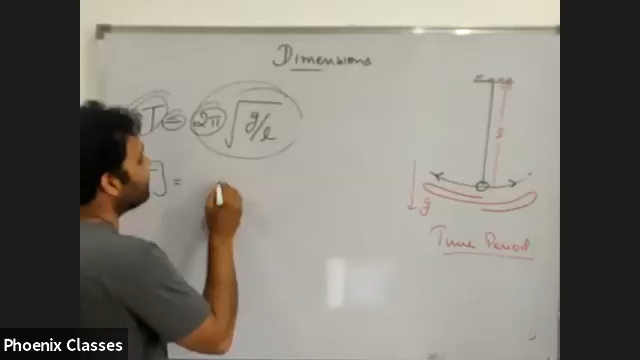 Dimensions
T = 2π √g/l
] =
l
g
Time Period
Phoenix Classes